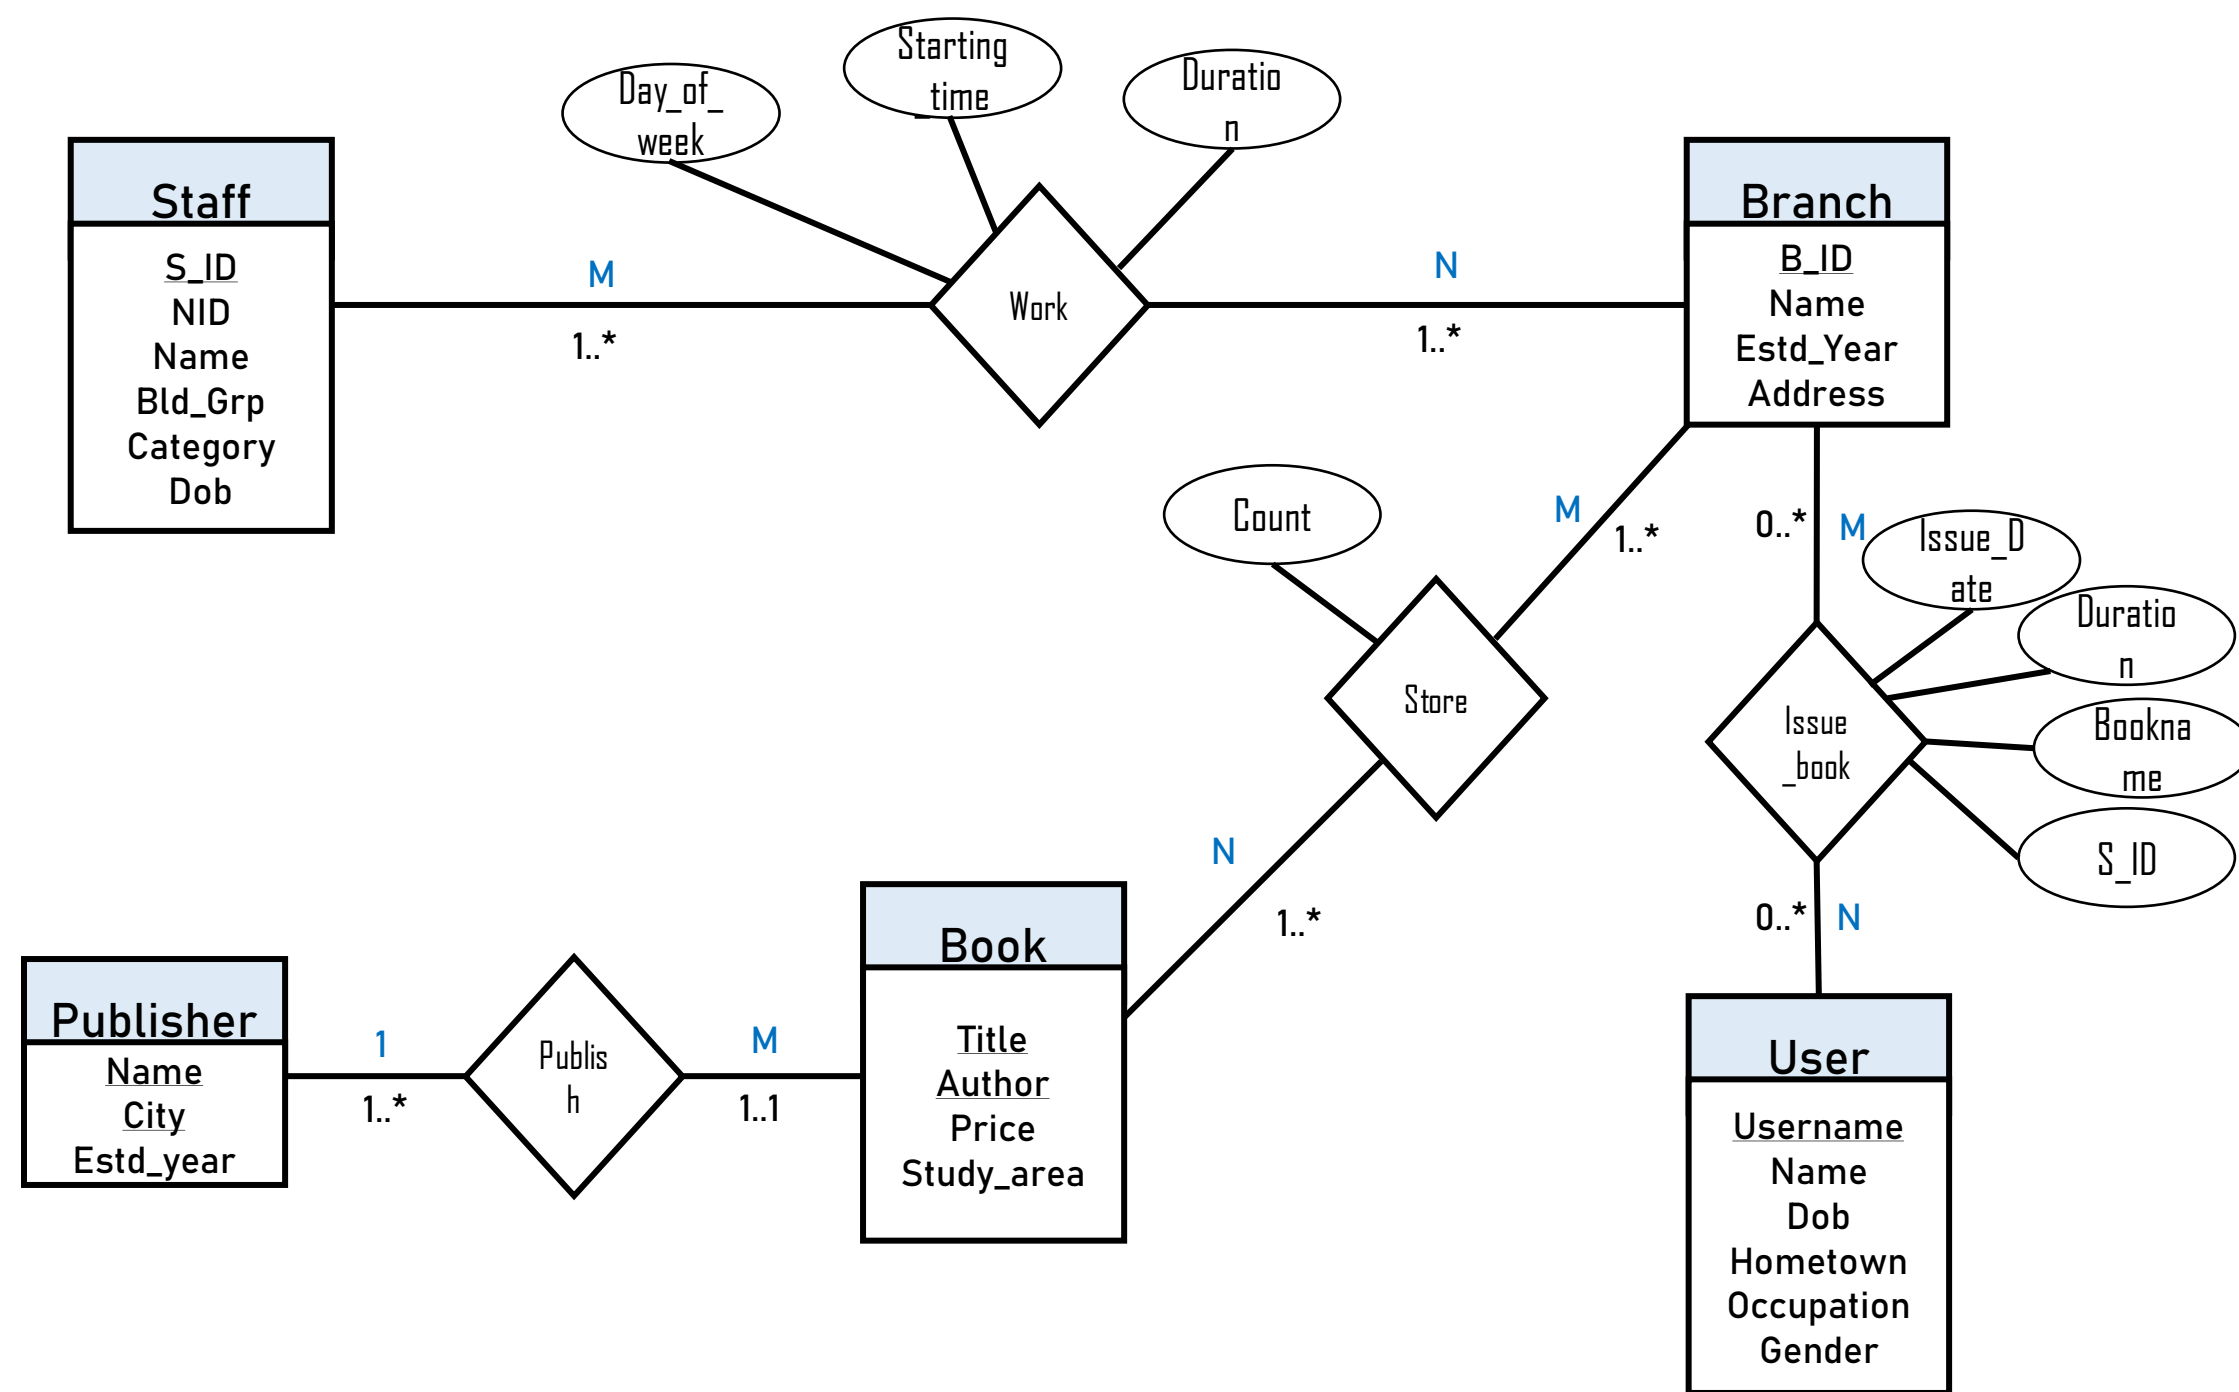 Starting
_time
Day_of_
week
Duratio
n
Staff
S_ID
NID
Name
Bld_Grp
Category
Dob
M
1..*
Work
N
1..*
Branch
B_ID
Name
Estd_Year
Address
Count
M
1..*
0..*
M
Issue_D
ate
Duratio
n
Bookna
me
S_ID
Store
Issue
_book
N
1..*
0..*
N
Publisher
Name
City
Estd_year
1
1..*
Publis
h
M
1..1
Book
Title
Author
Price
Study_area
User
Username
Name
Dob
Hometown
Occupation
Gender